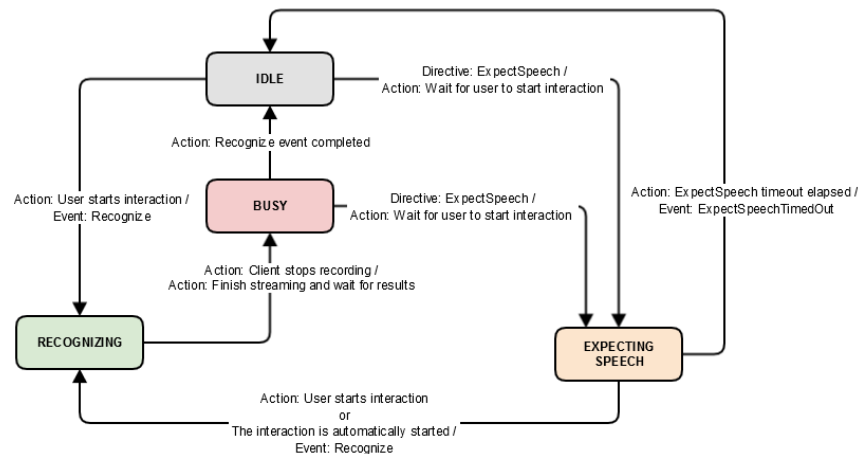 IDLE
Directive: ExpectSpeech /
Action: Wait for user to start interaction
Action: Recognize event completed
Action: User starts interaction /
Event: Recognize
BUSY
Directive: ExpectSpeech /
Action: Wait for user to start interaction
Action: ExpectSpeech timeout elapsed /
Event: ExpectSpeechTimedOut
Action: Client stops recording /
Action: Finish streaming and wait for results
RECOGNIZING
EXPECTING
SPEECH
Action: User starts interaction
or
The interaction is automatically started /
Event: Recognize